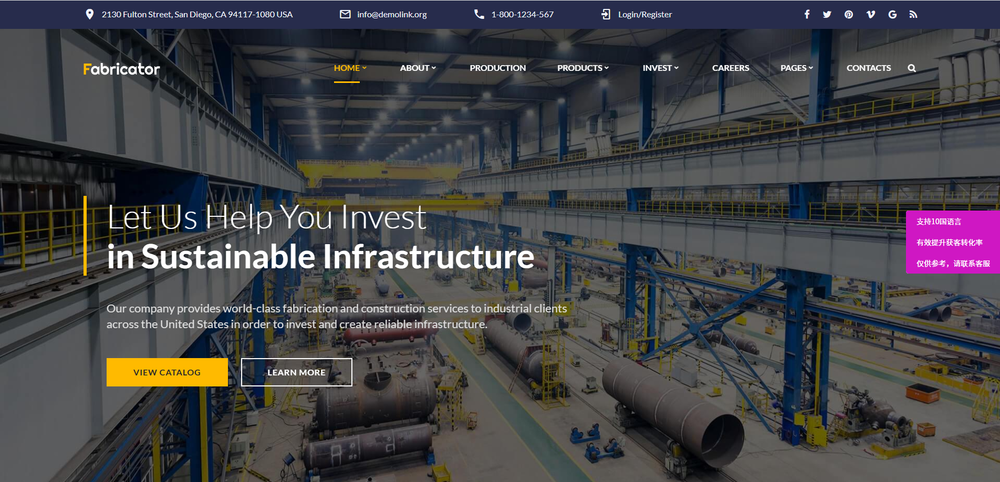 2130 Fulton Street, San Diego, CA 94117-1080 USA
info@demolink.org
1-800-1234-567
Login/Register
Fabricator
HOME
ABOUT
PRODUCTION
PRODUCTS
INVEST
CAREERS
PAGES
CONTACTS
Let Us Help You Invest
in Sustainable Infrastructure
支持10国语言
有效提升获客转化率
仅供参考，请联系客服
Our company provides world-class fabrication and construction services to industrial clients
across the United States in order to invest and create reliable infrastructure.
VIEW CATALOG
LEARN MORE